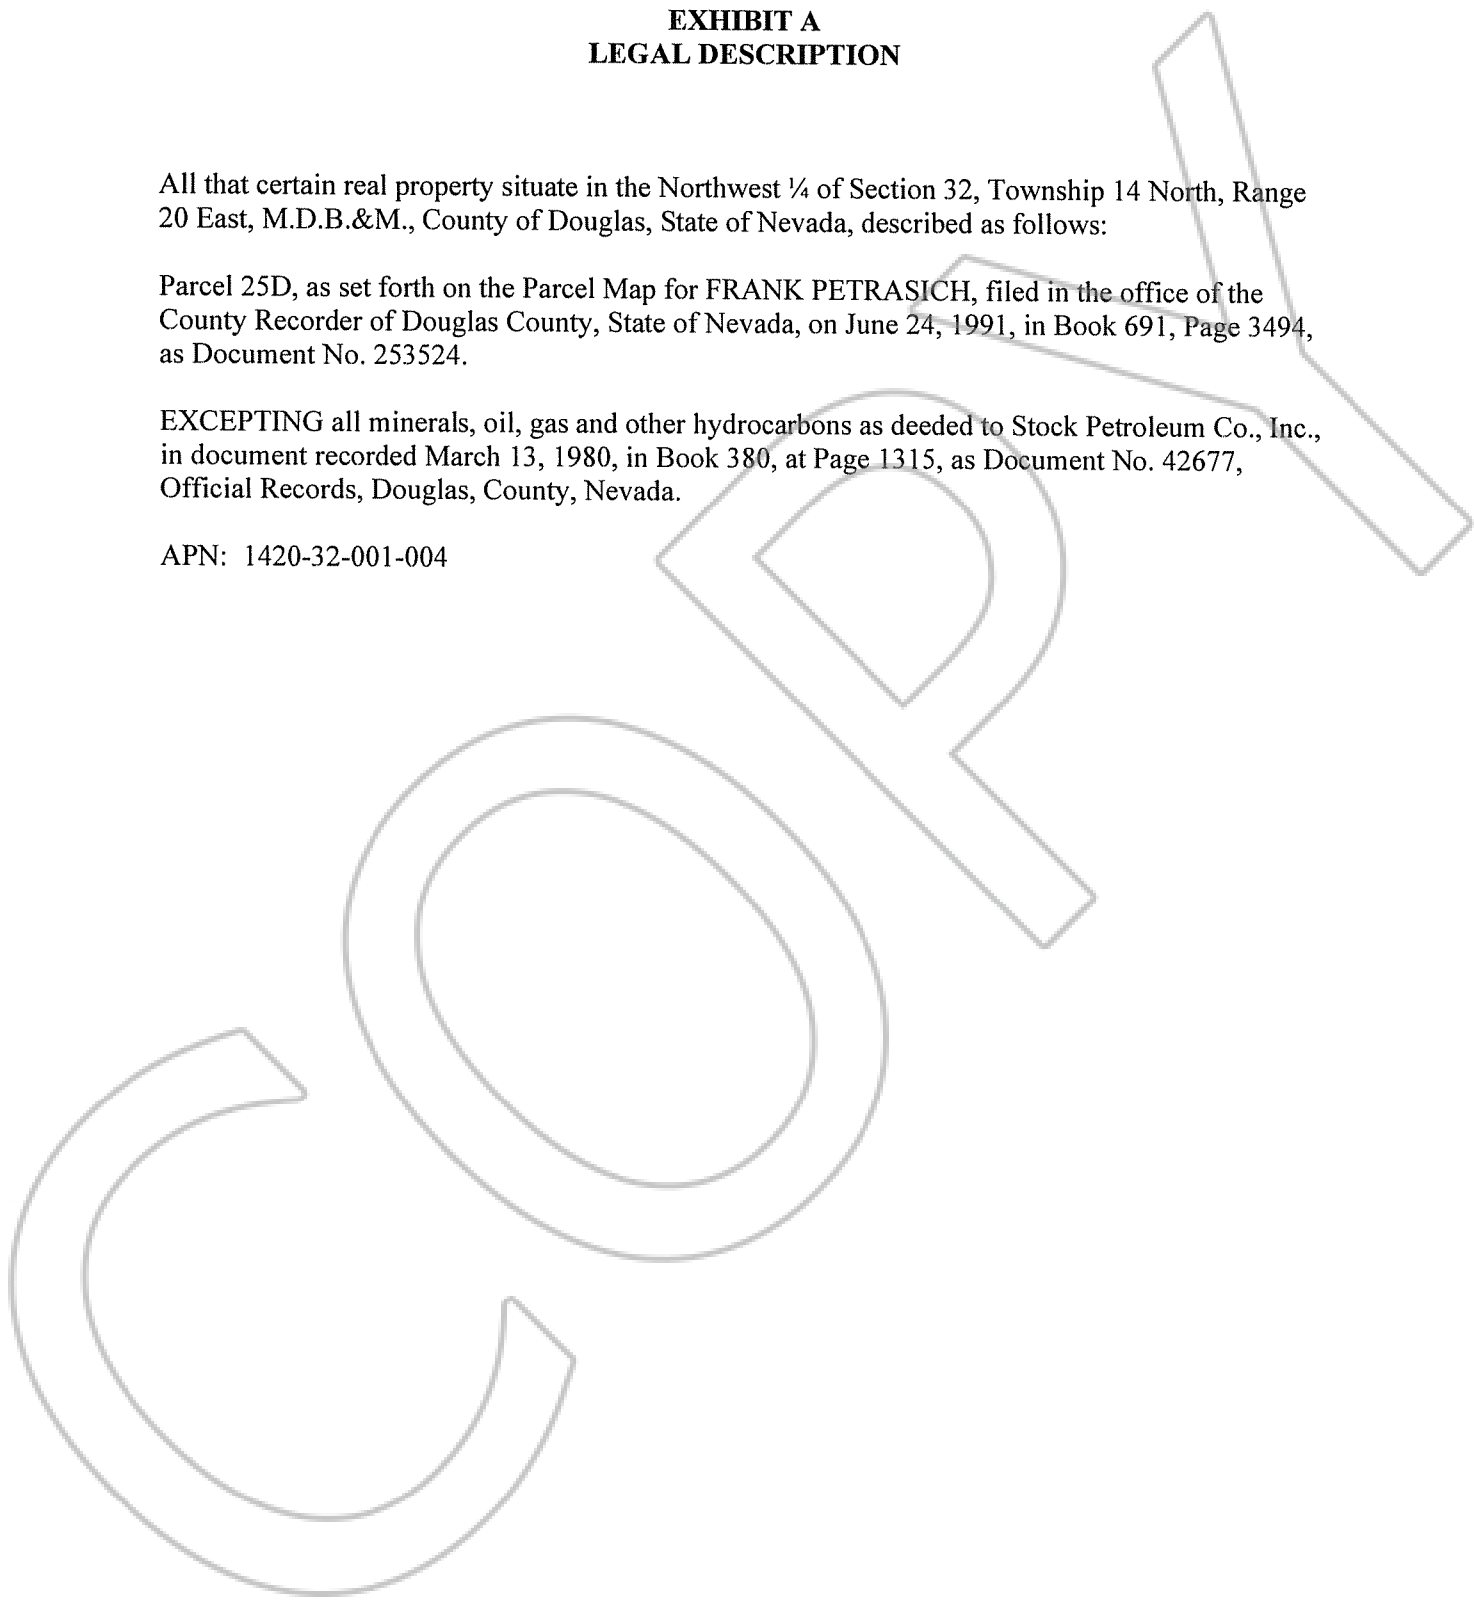 EXHIBIT A
LEGAL DESCRIPTION
All that certain real property situate in the Northwest ¼ of Section 32, Township 14 North, Range
20 East, M.D.B.&M., County of Douglas, State of Nevada, described as follows:
Parcel 25D, as set forth on the Parcel Map for FRANK PETRASICH, filed in the office of the
County Recorder of Douglas County, State of Nevada, on June 24, 1991, in Book 691, Page 3494,
as Document No. 253524.
EXCEPTING all minerals, oil, gas and other hydrocarbons as deeded to Stock Petroleum Co., Inc.,
in document recorded March 13, 1980, in Book 380, at Page 1315, as Document No. 42677,
Official Records, Douglas, County, Nevada.
APN: 1420-32-001-004
COPY